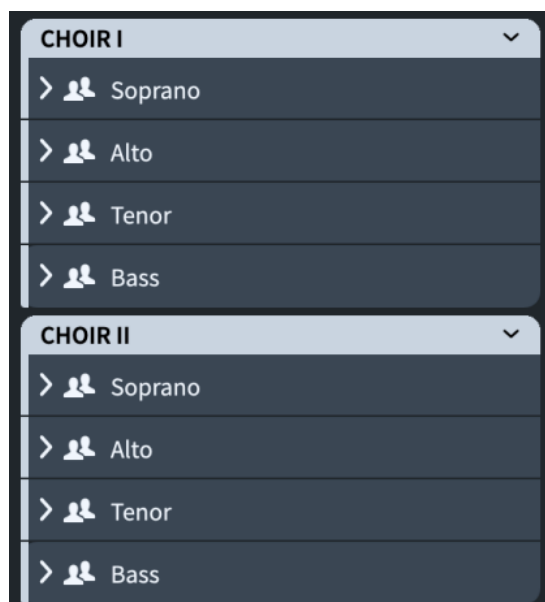 CHOIR I
Soprano
Alto
Tenor
Bass
CHOIR II
Soprano
Alto
Tenor
Bass